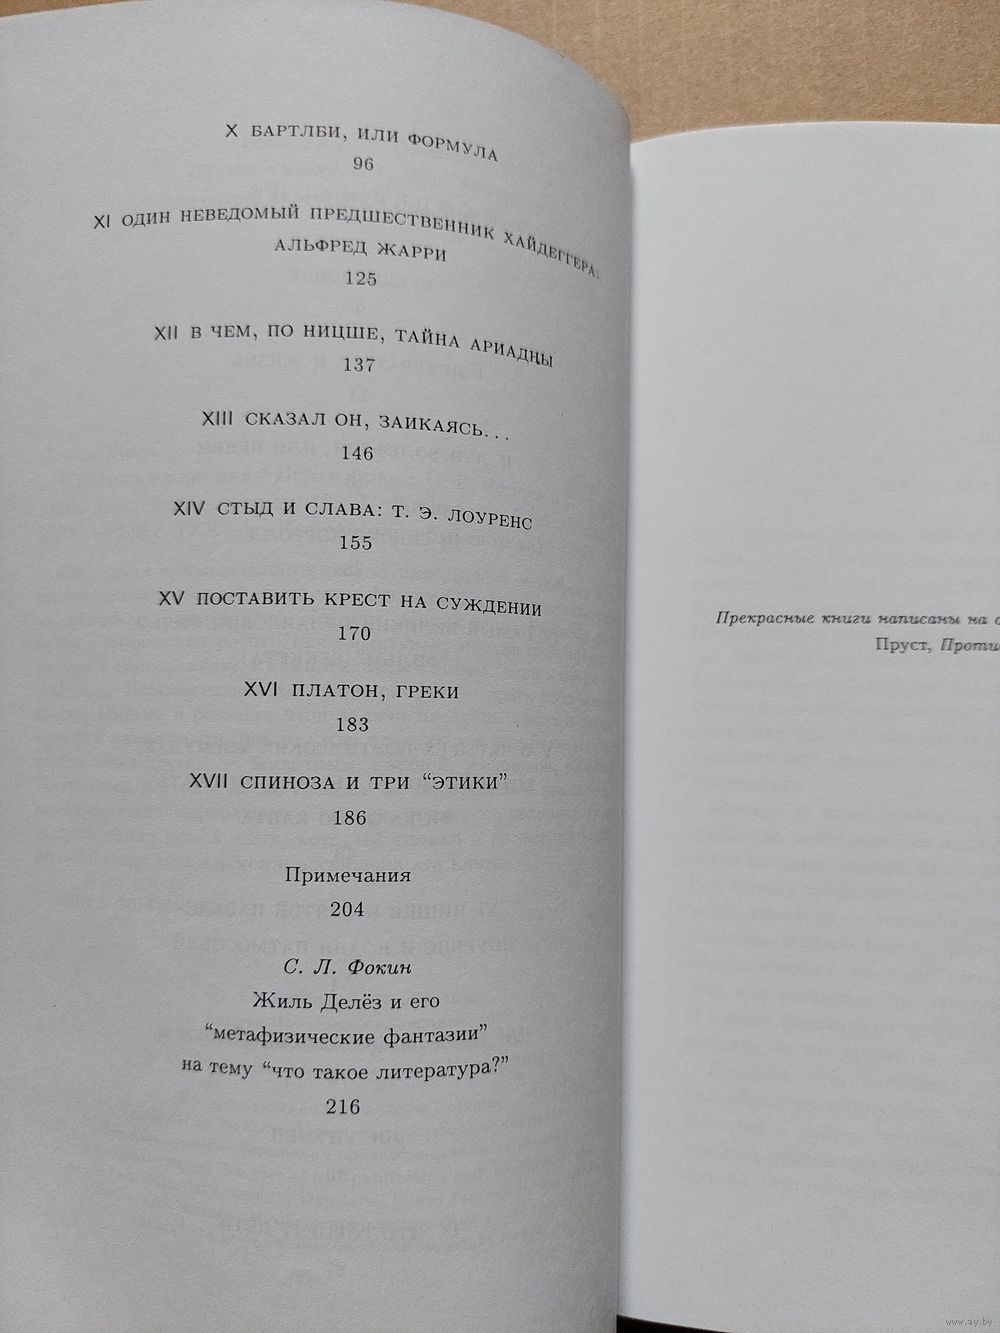 X БАРТЛБИ, ИЛИ ФОРМУЛА
96
XI ОДИН НЕВЕДОМЫЙ ПРЕДШЕСТВЕННИК ХАЙДЕГГЕРА:
АЛЬФРЕД ЖАРРИ
125
XII В ЧЕМ, ПО НИЦШЕ, ТАЙНА АРИАДНЫ
137
XIII СКАЗАЛ ОН, ЗАИКАЯСЬ...
146
XIV СТЫД И СЛАВА: Т. Э. ЛОУРЕНС
155
XV ПОСТАВИТЬ КРЕСТ НА СУЖДЕНИИ
170
XVI ПЛАТОН, ГРЕКИ
183
XVII СПИНОЗА И ТРИ “ЭТИКИ”
186
Примечания
204
С. Л. Фокин
Жиль Делёз и его
“метафизические фантазии”
на тему “что такое литература?”
216
Прекрасные книги написаны на
Пруст,
www.ay.by